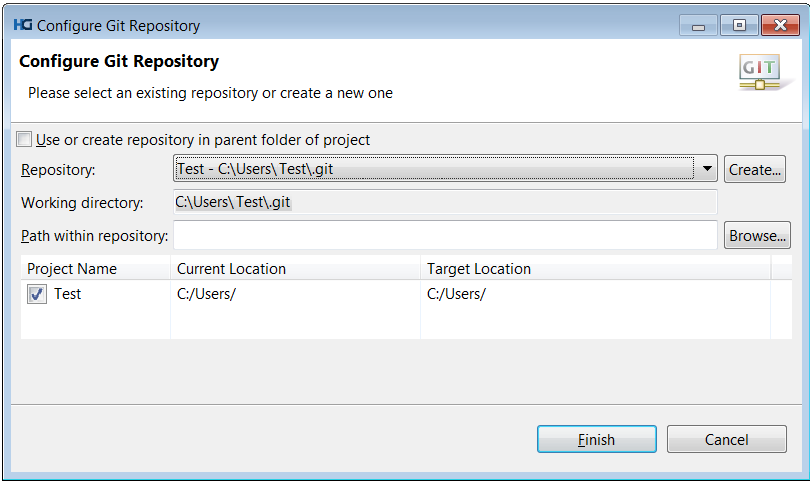 HG Configure Git Repository
Configure Git Repository
Please select an existing repository or create a new one
GIT
Use or create repository in parent folder of project
Repository: Test - C:\Users\ Test\.git Create...
Working directory: C:\Users\ Test\.git
Path within repository: Browse...
Project Name Current Location Target Location
Test C:/Users/ C:/Users/
Finish Cancel